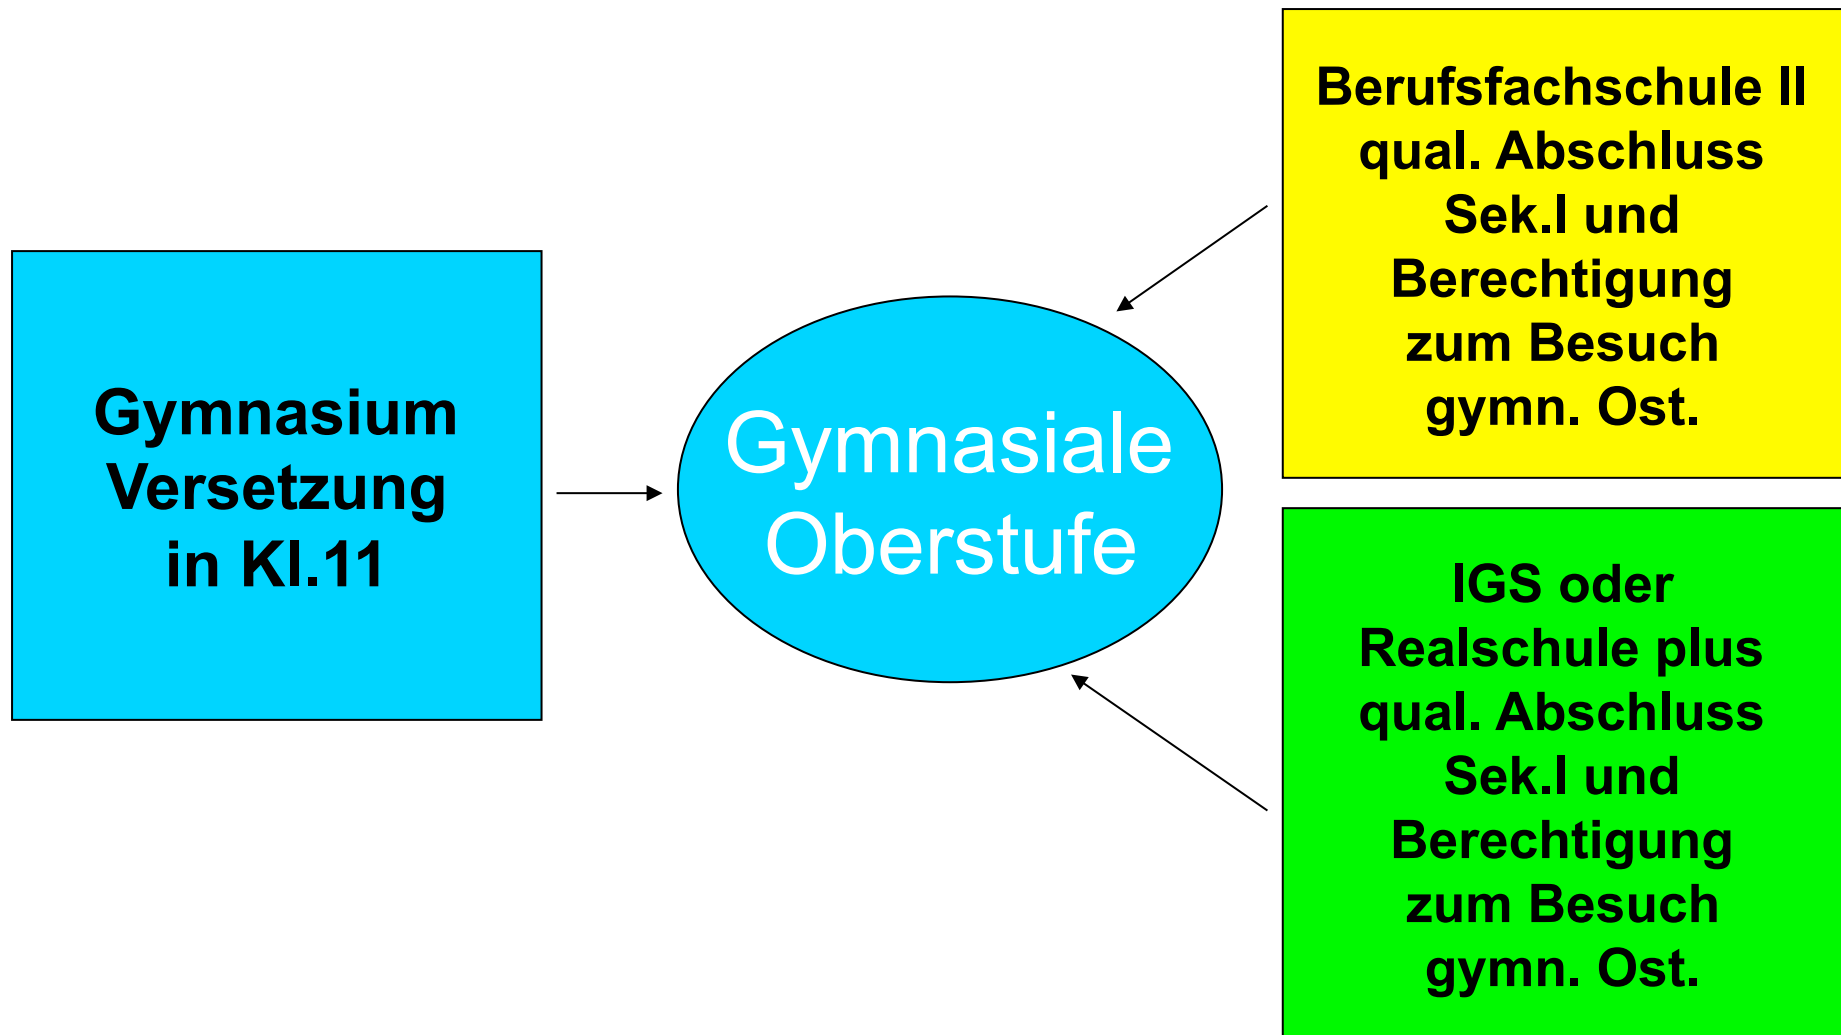 Gymnasium
Versetzung
in Kl.11
Gymnasiale
Oberstufe
Berufsfachschule II
qual. Abschluss
Sek.I und
Berechtigung
zum Besuch
gymn. Ost.
IGS oder
Realschule plus
qual. Abschluss
Sek.I und
Berechtigung
zum Besuch
gymn. Ost.